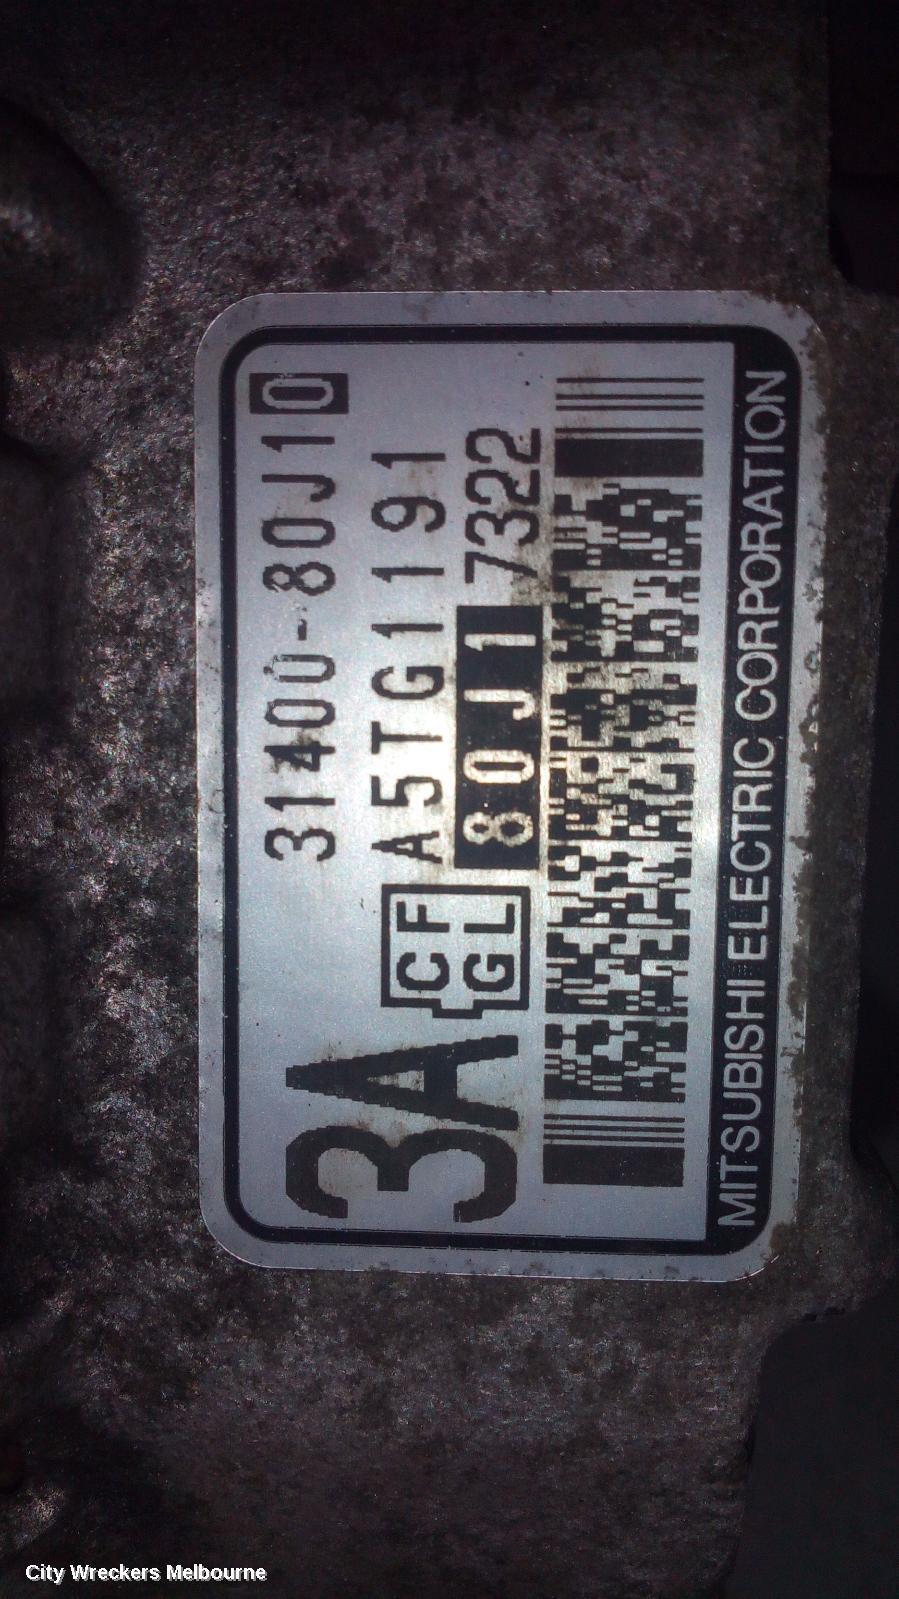 31400-80J10
A5TG1191
3A
CF
GL
80J1 7322
MITSUBISHI ELECTRIC CORPORATION
City Wreckers Melbourne